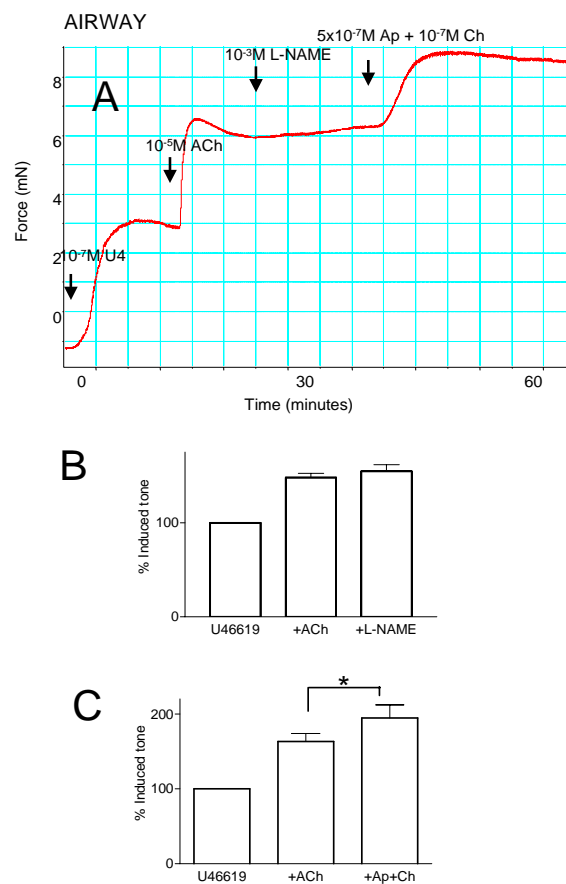 AIRWAY
5x10-7M Ap + 10-7M Ch
10-3M L-NAME
A
10-5M ACh
10-7M U4
Force (mN)
8
6
4
2
0
0 30 60
Time (minutes)
B
% Induced tone
100
0
U46619 +ACh +L-NAME
C
*
% Induced tone
200
100
0
U46619 +ACh +Ap+Ch